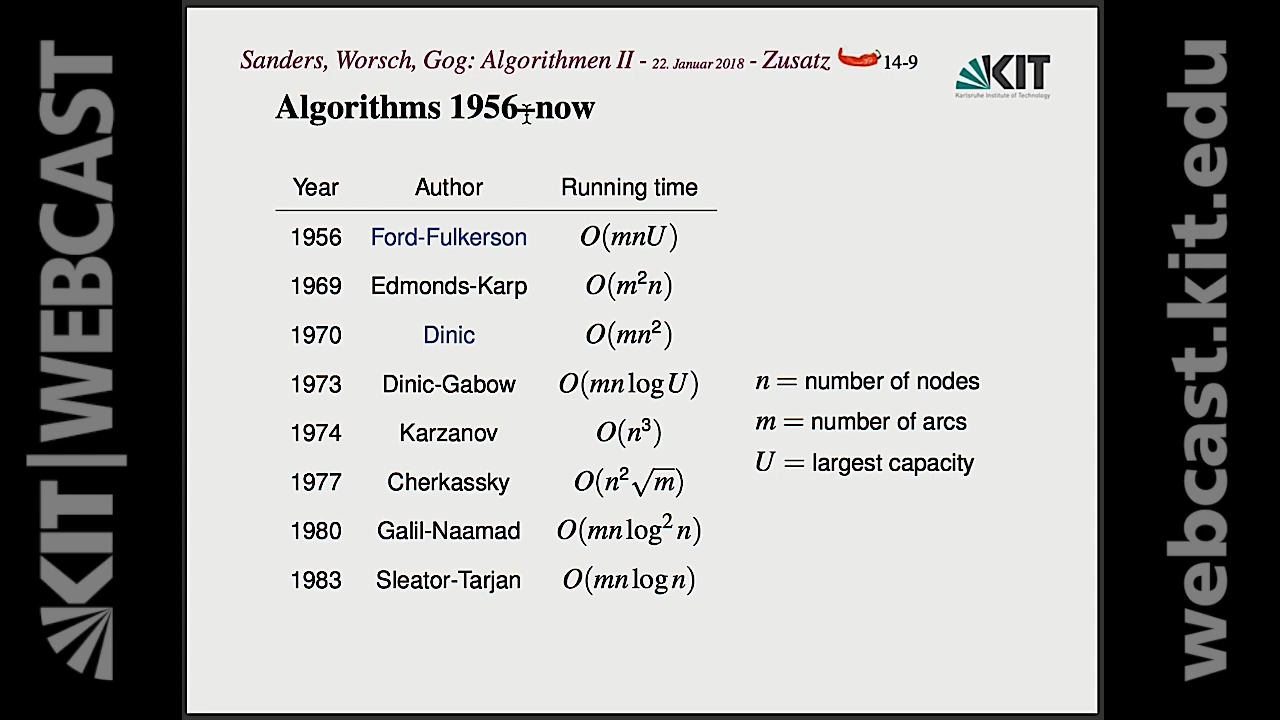 KIT|WEBCAST
Sanders, Worsch, Gog: Algorithmen II - 22. Januar 2018 - Zusatz 14-9
KIT
Karlsruhe Institute of Technology
Algorithms 1956–now
Year Author Running time
1956 Ford-Fulkerson O(mnU)
1969 Edmonds-Karp O(m²n)
1970 Dinic O(mn²)
1973 Dinic-Gabow O(mn log U)
1974 Karzanov O(n³)
1977 Cherkassky O(n²√m)
1980 Galil-Naamad O(mn log² n)
1983 Sleator-Tarjan O(mn log n)
n = number of nodes
m = number of arcs
U = largest capacity
webcast.kit.edu